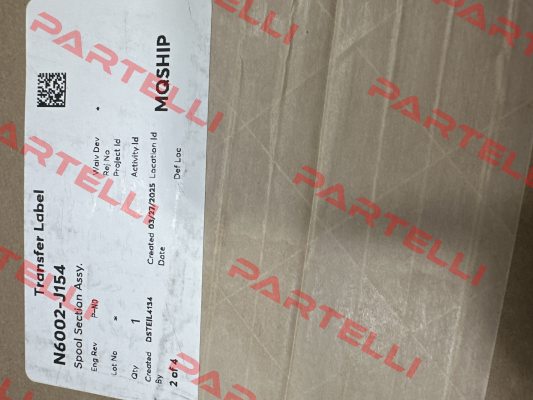 Transfer Label
N6002-J154
Spool Section Assy.
Eng Rev P-ND Waiv Dev *
Rej No
Lot No * Project Id
Qty 1 Activity Id
Created By DSTEIL4134 Created Date 03/27/2025 Location Id MQSHIP
2 of 4 Def Loc
PARTELLI
PARTELLI
PARTELLI
PARTELLI
PARTELLI
PARTELLI